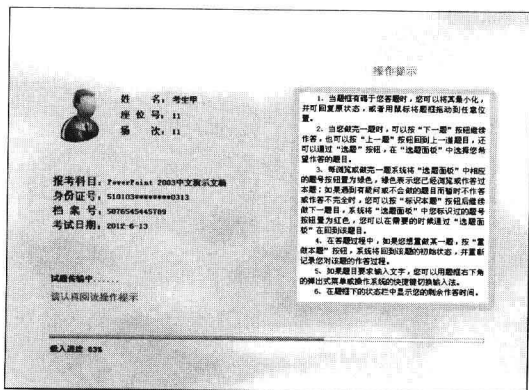 姓 名：考生甲
座 位 号：11
场 次：11
报考科目：PowerPoint 2003中文演示文稿
身份证号：510103********0313
档 案 号：5076545445789
考试日期：2012-6-13
试题传输中......
请认真阅读操作提示
载入进度 63%
操作提示
1、当题框有碍于您答题时，您可以将其最小化，
并可回复原状态，或者用鼠标将题框拖动到任意位
置。
2、当您做完一题时，可以按“下一题”按钮继续
作答，也可以按“上一题”按钮回到上一道题目，还
可以通过“选题”按钮，在“选题面板”中选择您希
望作答的题目。
3、每浏览或做完一题系统将“选题面板”中相应
的题号按钮置为绿色，绿色表示您已经浏览或作答过
本题；如果遇到有疑问或不会做的题目而暂时不作答
或作答不完全时，可以按“标识本题”按钮后继续
做下一题目，系统将“选题面板”中您标识过的题号
按钮置为红色，您可以在需要的时候通过“选题面
板”在回到该题目。
4、在答题过程中，如果您想重做某一题，按“重
做本题”按钮，系统将回到该题的初始状态，并重新
记录您对该题的作答过程。
5、如果题目要求输入文字，您可以用题框右下角
的弹出式菜单或操作系统的快捷键切换输入法。
6、在题框下的状态栏中显示您的剩余作答时间。